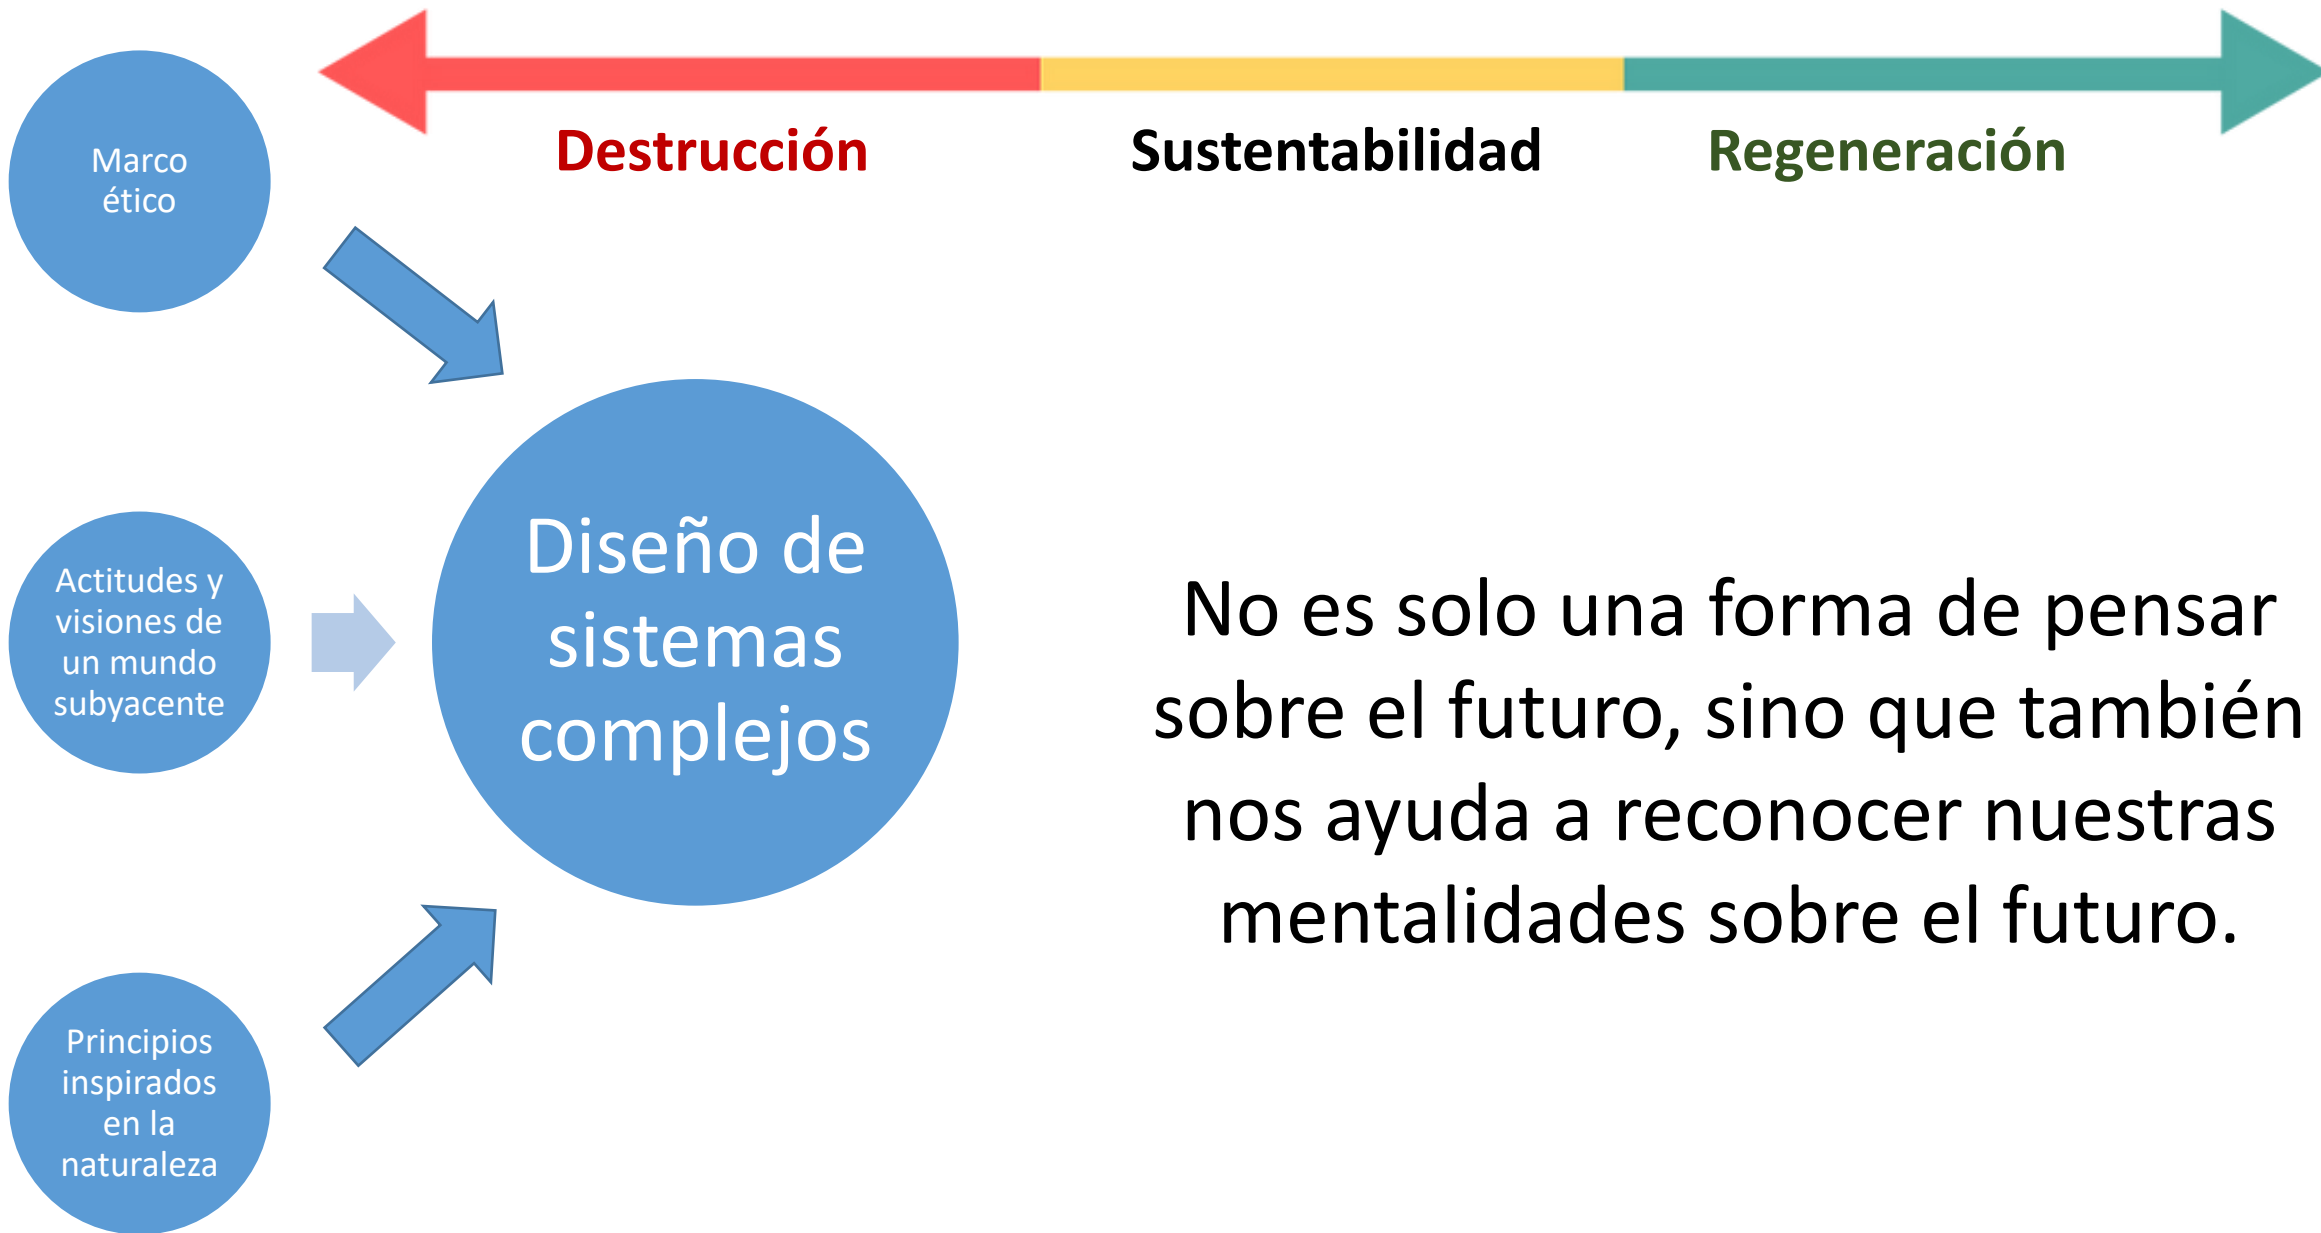 Destrucción
Sustentabilidad
Regeneración
Marco
ético
Actitudes y
visiones de
un mundo
subyacente
Principios
inspirados
en la
naturaleza
Diseño de
sistemas
complejos
No es solo una forma de pensar
sobre el futuro, sino que también
nos ayuda a reconocer nuestras
mentalidades sobre el futuro.